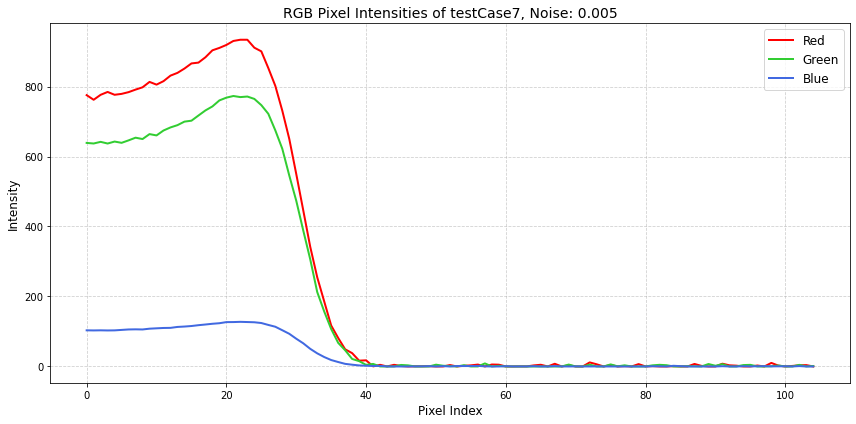 RGB Pixel Intensities of testCase7, Noise: 0.005
Red
Green
Blue
Intensity
800
600
400
200
0
0 20 40 60 80 100
Pixel Index